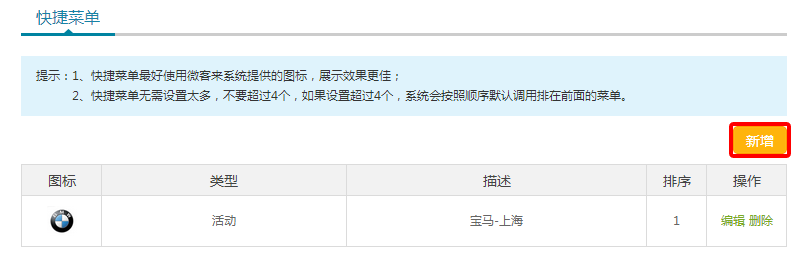 快捷菜单
提示：1、快捷菜单最好使用微客来系统提供的图标，展示效果更佳；
2、快捷菜单无需设置太多，不要超过4个，如果设置超过4个，系统会按照顺序默认调用排在前面的菜单。
新增
图标 类型 描述 排序 操作
活动 宝马-上海 1 编辑 删除